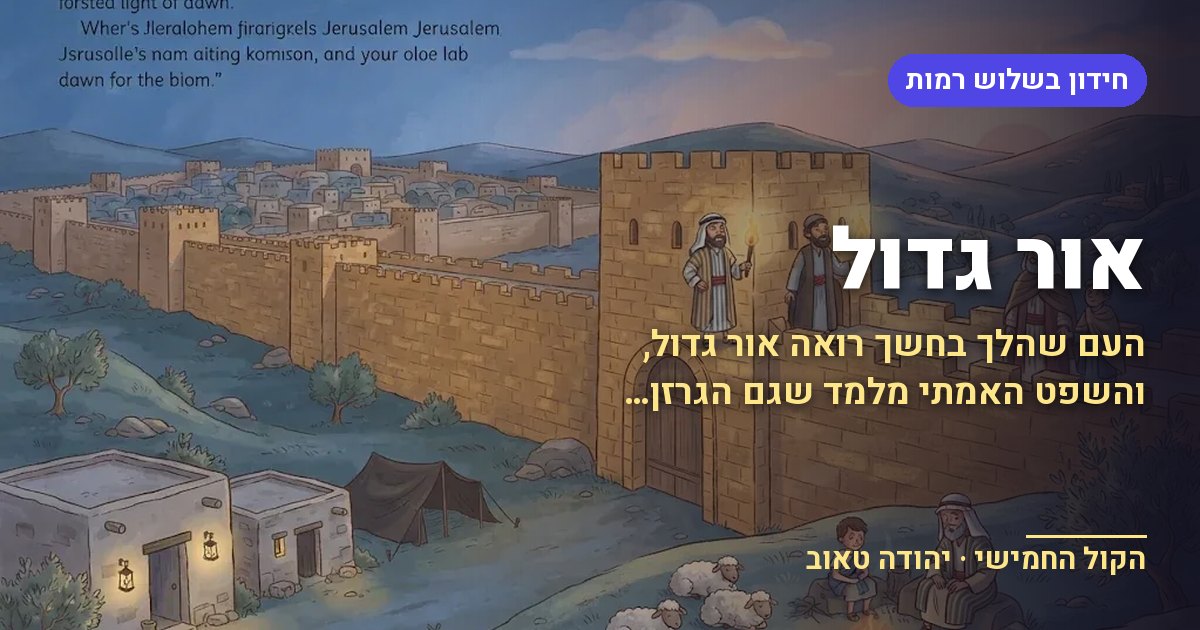 forsted light of dawn.
Wher's Jleralohem firarigkels Jerusalem Jerusalem
Jsrusolle's nam aiting komison, and your oloe lab
dawn for the biom."
חידון בשלוש רמות
אור גדול
העם שהלך בחשך רואה אור גדול,
והשפט האמתי מלמד שגם הגרזן...
הקול החמישי · יהודה טאוב